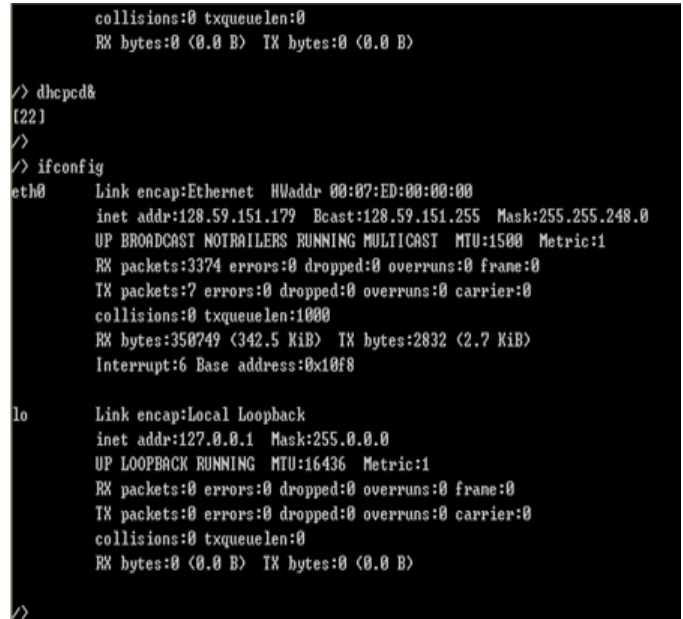 collisions:0 txqueuelen:0
RX bytes:0 (0.0 B)  TX bytes:0 (0.0 B)
/> dhcpcd&
[22]
/>
/> ifconfig
eth0      Link encap:Ethernet  HWaddr 00:07:ED:00:00:00
inet addr:128.59.151.179  Bcast:128.59.151.255  Mask:255.255.248.0
UP BROADCAST NOTRAILERS RUNNING MULTICAST  MTU:1500  Metric:1
RX packets:3374 errors:0 dropped:0 overruns:0 frame:0
TX packets:7 errors:0 dropped:0 overruns:0 carrier:0
collisions:0 txqueuelen:1000
RX bytes:350749 (342.5 KiB)  TX bytes:2832 (2.7 KiB)
Interrupt:6 Base address:0x10f8
lo        Link encap:Local Loopback
inet addr:127.0.0.1  Mask:255.0.0.0
UP LOOPBACK RUNNING  MTU:16436  Metric:1
RX packets:0 errors:0 dropped:0 overruns:0 frame:0
TX packets:0 errors:0 dropped:0 overruns:0 carrier:0
collisions:0 txqueuelen:0
RX bytes:0 (0.0 B)  TX bytes:0 (0.0 B)
/>